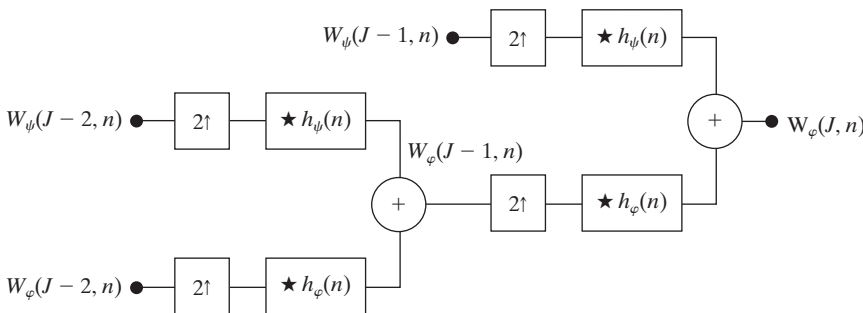 W_ψ(J − 1, n)
2↑
★ h_ψ(n)
W_ψ(J − 2, n)
2↑
★ h_ψ(n)
+
W_φ(J, n)
W_φ(J − 1, n)
+
2↑
★ h_φ(n)
W_φ(J − 2, n)
2↑
★ h_φ(n)